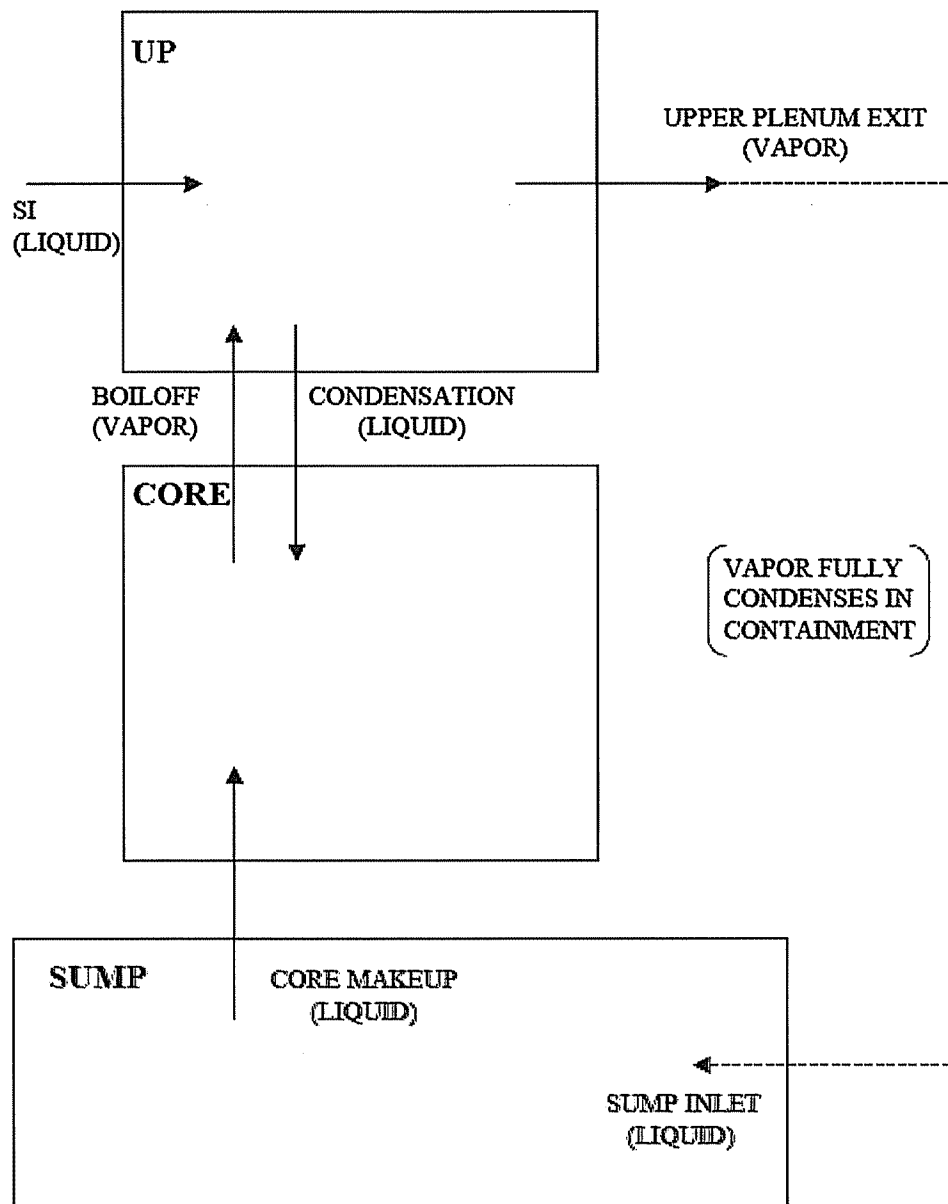 UP
UPPER PLENUM EXIT
(VAPOR)
SI
(LIQUID)
BOILOFF
(VAPOR)
CONDENSATION
(LIQUID)
CORE
VAPOR FULLY
CONDENSES IN
CONTAINMENT
SUMP
CORE MAKEUP
(LIQUID)
SUMP INLET
(LIQUID)